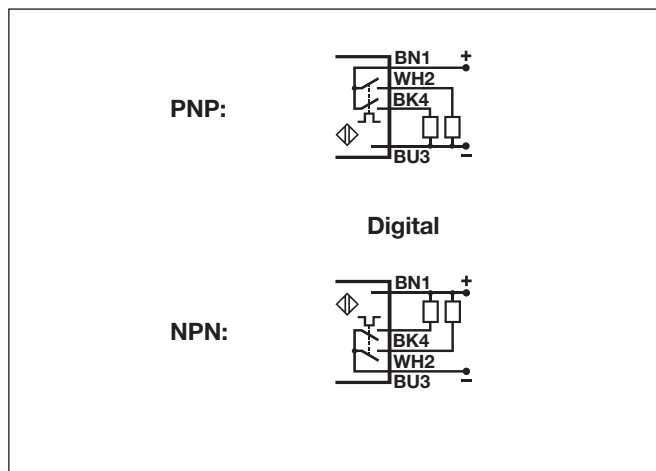 BN1 +
WH2
PNP:
BK4
BU3 −
Digital
BN1 +
NPN:
BK4
WH2
BU3 −